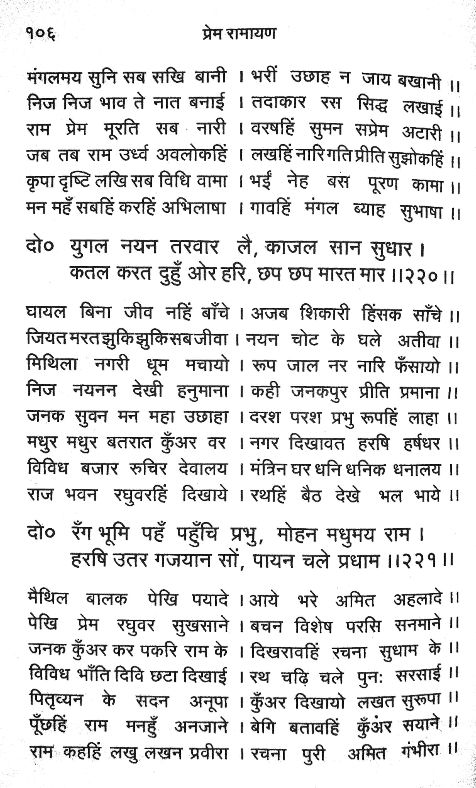 १०६ प्रेम रामायण
मंगलमय सुनि सब सखि बानी । भरीं उछाह न जाय बखानी ।।
निज निज भाव ते नात बनाई । तदाकार रस सिद्ध लखाई ।।
राम प्रेम मूरति सब नारी । वरषहिं सुमन सप्रेम अटारी ।।
जब तब राम उर्ध्व अवलोकहिं । लखहिं नारि गति प्रीति सुझोकहिं ।।
कृपा दृष्टि लखि सब विधि वामा । भईं नेह बस पूरण कामा ।।
मन महँ सबहिं करहिं अभिलाषा । गावहिं मंगल ब्याह सुभाषा ।।
दो० युगल नयन तरवार लै, काजल सान सुधार ।
कतल करत दुहुँ ओर हरि, छप छप मारत मार ।।२२०।।
घायल बिना जीव नहिं बाँचे । अजब शिकारी हिंसक साँचे ।।
जियत मरत झुकि झुकि सब जीवा । नयन चोट के घले अतीवा ।।
मिथिला नगरी धूम मचायो । रूप जाल नर नारि फँसायो ।।
निज नयनन देखी हनुमाना । कही जनकपुर प्रीति प्रमाना ।।
जनक सुवन मन महा उछाहा । दरश परश प्रभु रूपहिं लाहा ।।
मधुर मधुर बतरात कुँअर वर । नगर दिखावत हरषि हर्षधर ।।
विविध बजार रुचिर देवालय । मंत्रिन घर धनि धनिक धनालय ।।
राज भवन रघुवरहिं दिखाये । रथहिं बैठ देखे भल भाये ।।
दो० रँग भूमि पहँ पहुँचि प्रभु, मोहन मधुमय राम ।
हरषि उतर गजयान सों, पायन चले प्रधाम ।।२२१।।
मैथिल बालक पेखि पयादे । आये भरे अमित अहलादे ।।
पेखि प्रेम रघुवर सुखसाने । बचन विशेष परसि सनमाने ।।
जनक कुँअर कर पकरि राम के । दिखरावहिं रचना सुधाम के ।।
विविध भाँति दिवि छटा दिखाई । रथ चढ़ि चले पुनः सरसाई ।।
पितृव्यन के सदन अनूपा । कुँअर दिखायो लखत सुरूपा ।।
पूँछहिं राम मनहुँ अनजाने । बेगि बतावहिं कुँअर सयाने ।।
राम कहहिं लखु लखन प्रवीरा । रचना पुरी अमित गंभीरा ।।